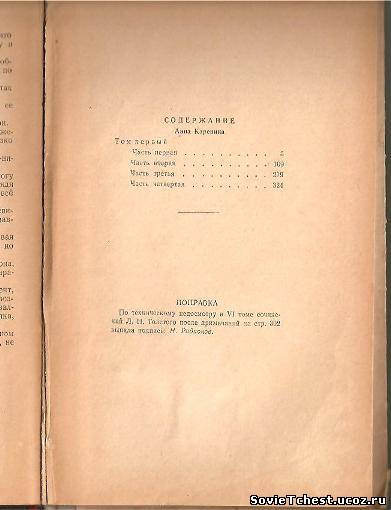 СОДЕРЖАНИЕ
Анна Каренина
Том первый
Часть первая . . . . . . . . . . 5
Часть вторая . . . . . . . . . . 109
Часть третья . . . . . . . . . . 219
Часть четвертая . . . . . . . . . 324
ПОПРАВКА
По техническому недосмотру в VI томе сочине-
ний Л. Н. Толстого после примечаний на стр. 392
выпала подпись Н. Родионов.
SovieTchest.ucoz.ru